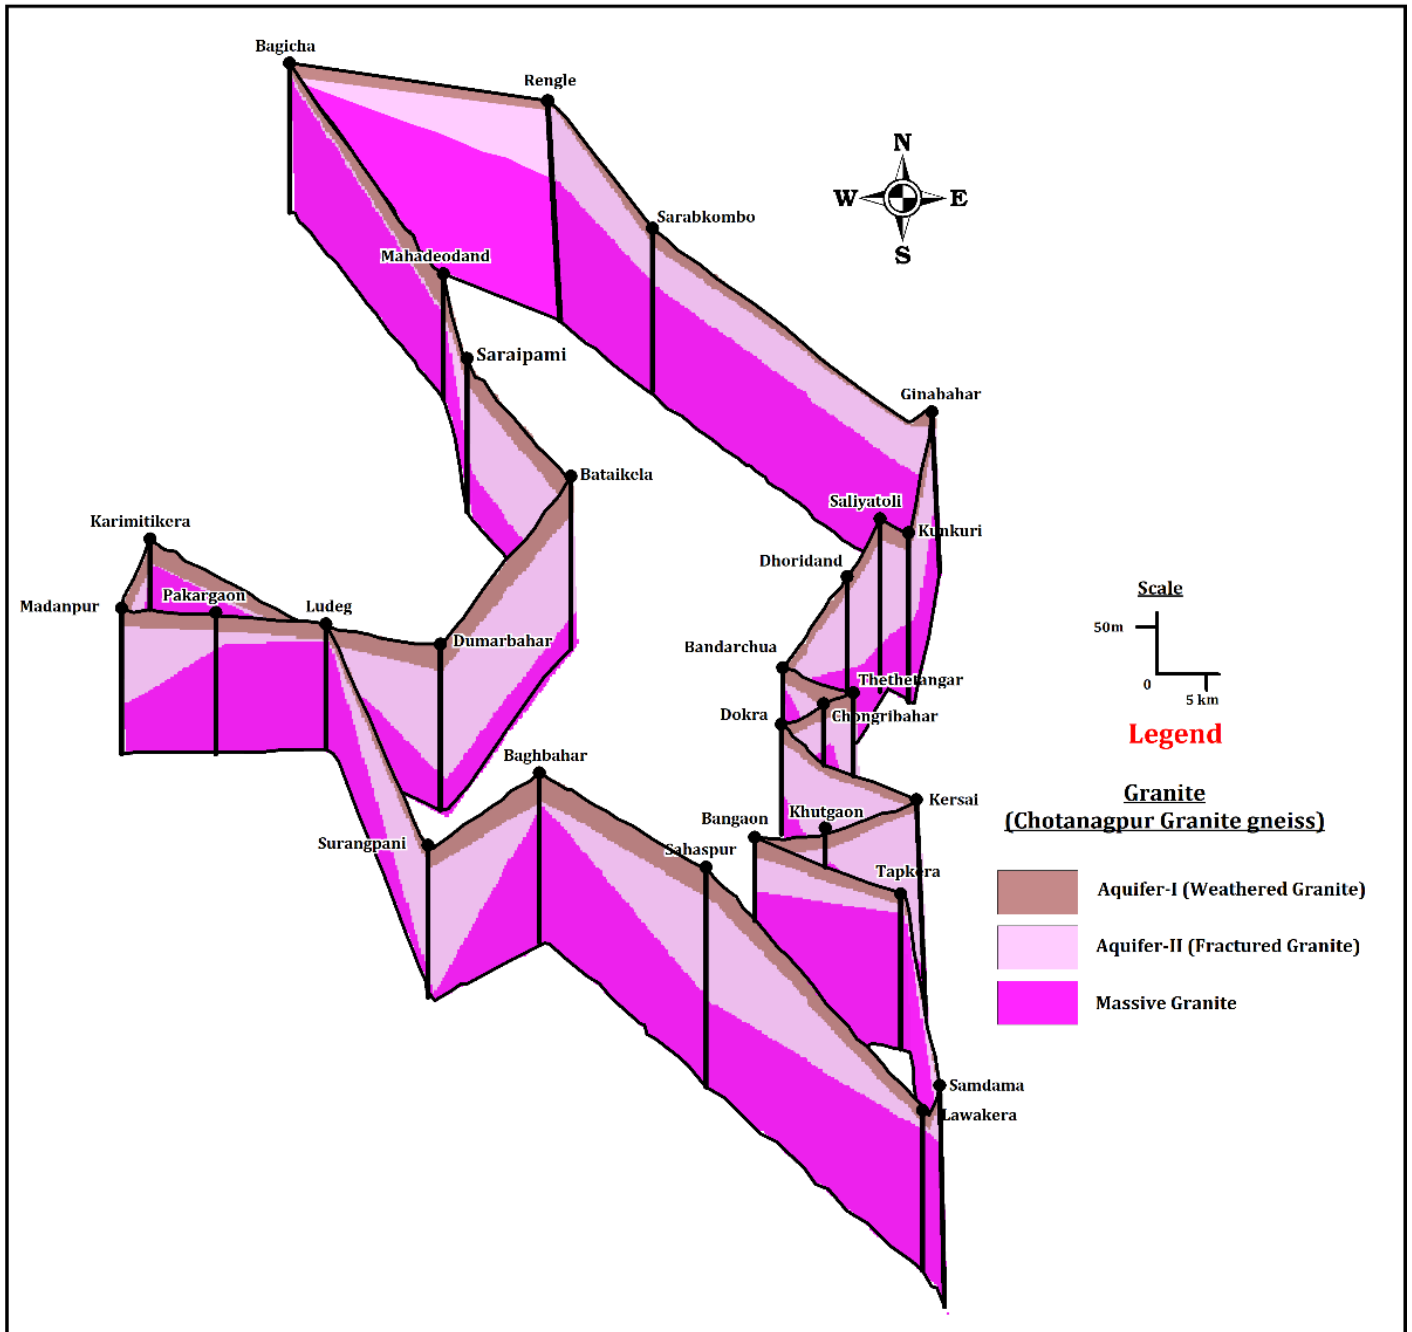 Bagicha
Rengle
N
W E
S
Sarabkombo
Mahadeodand
Saraipami
Ginabahar
Bataikela
Saliyatoli
Kunkuri
Karimitikera
Dhoridand
Madanpur
Pakargaon
Ludeg
Dumarbahar
Bandarchua
Thethetangar
Dokra
Chongribahar
Scale
50m
0
5 km
Legend
Baghbahar
Surangpani
Sahaspur
Bangaon
Khutgaon
Kersai
Tapkera
Granite
(Chotanagpur Granite gneiss)
Aquifer-I (Weathered Granite)
Aquifer-II (Fractured Granite)
Massive Granite
Samdama
Lawakera